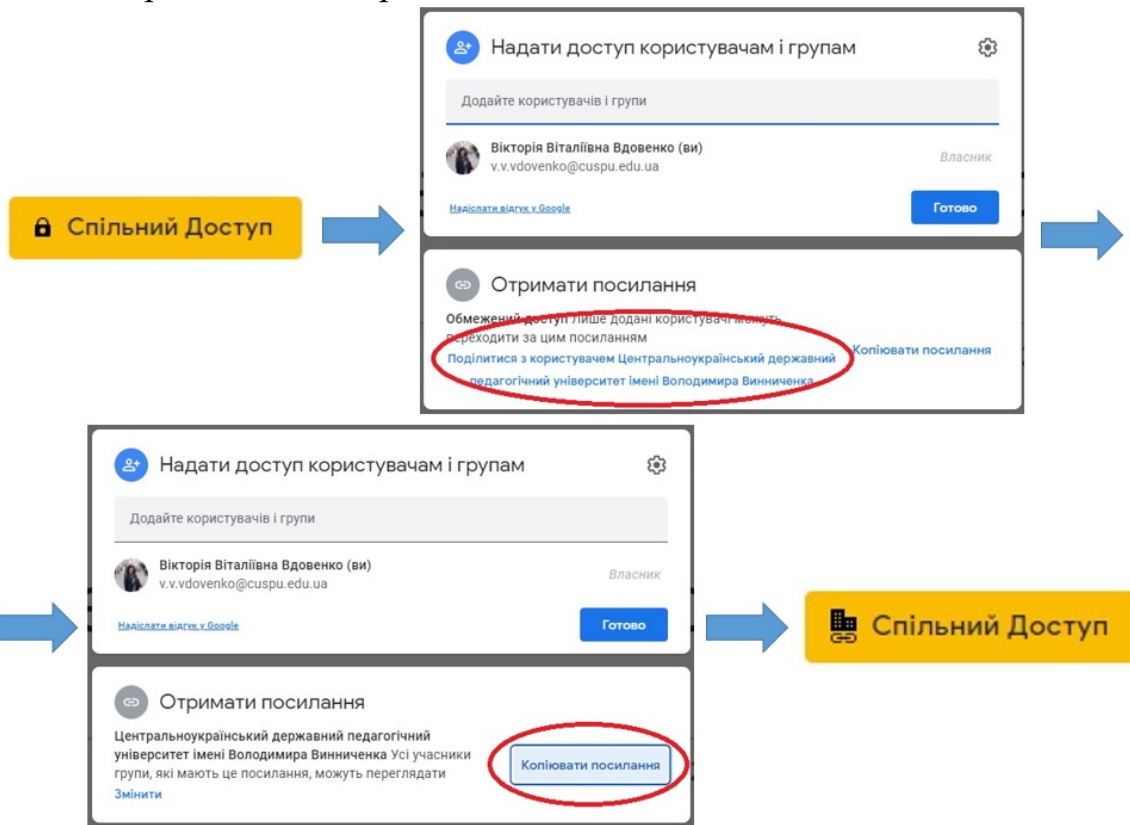 Спільний Доступ
Надати доступ користувачам і групам
Додайте користувачів і групи
Вікторія Віталіївна Вдовенко (ви)
v.v.vdovenko@cuspu.edu.ua
Власник
Надіслати відгук у Google
Готово
Отримати посилання
Обмежений доступ Лише додані користувачі можуть
переходити за цим посиланням
Поділитися з користувачем Центральноукраїнський державний
педагогічний університет імені Володимира Винниченка
Копіювати посилання
Надати доступ користувачам і групам
Додайте користувачів і групи
Вікторія Віталіївна Вдовенко (ви)
v.v.vdovenko@cuspu.edu.ua
Власник
Надіслати відгук у Google
Готово
Отримати посилання
Центральноукраїнський державний педагогічний
університет імені Володимира Винниченка Усі учасники
групи, які мають це посилання, можуть переглядати
Змінити
Копіювати посилання
Спільний Доступ